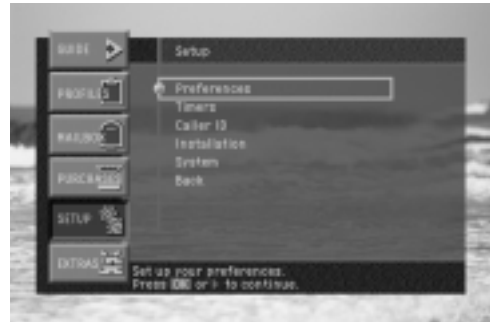 GUIDE
PROFILES
MAILBOX
PURCHASES
SETUP
EXTRAS
Setup
Preferences
Timers
Caller ID
Installation
System
Back
Set up your preferences.
Press OK or › to continue.